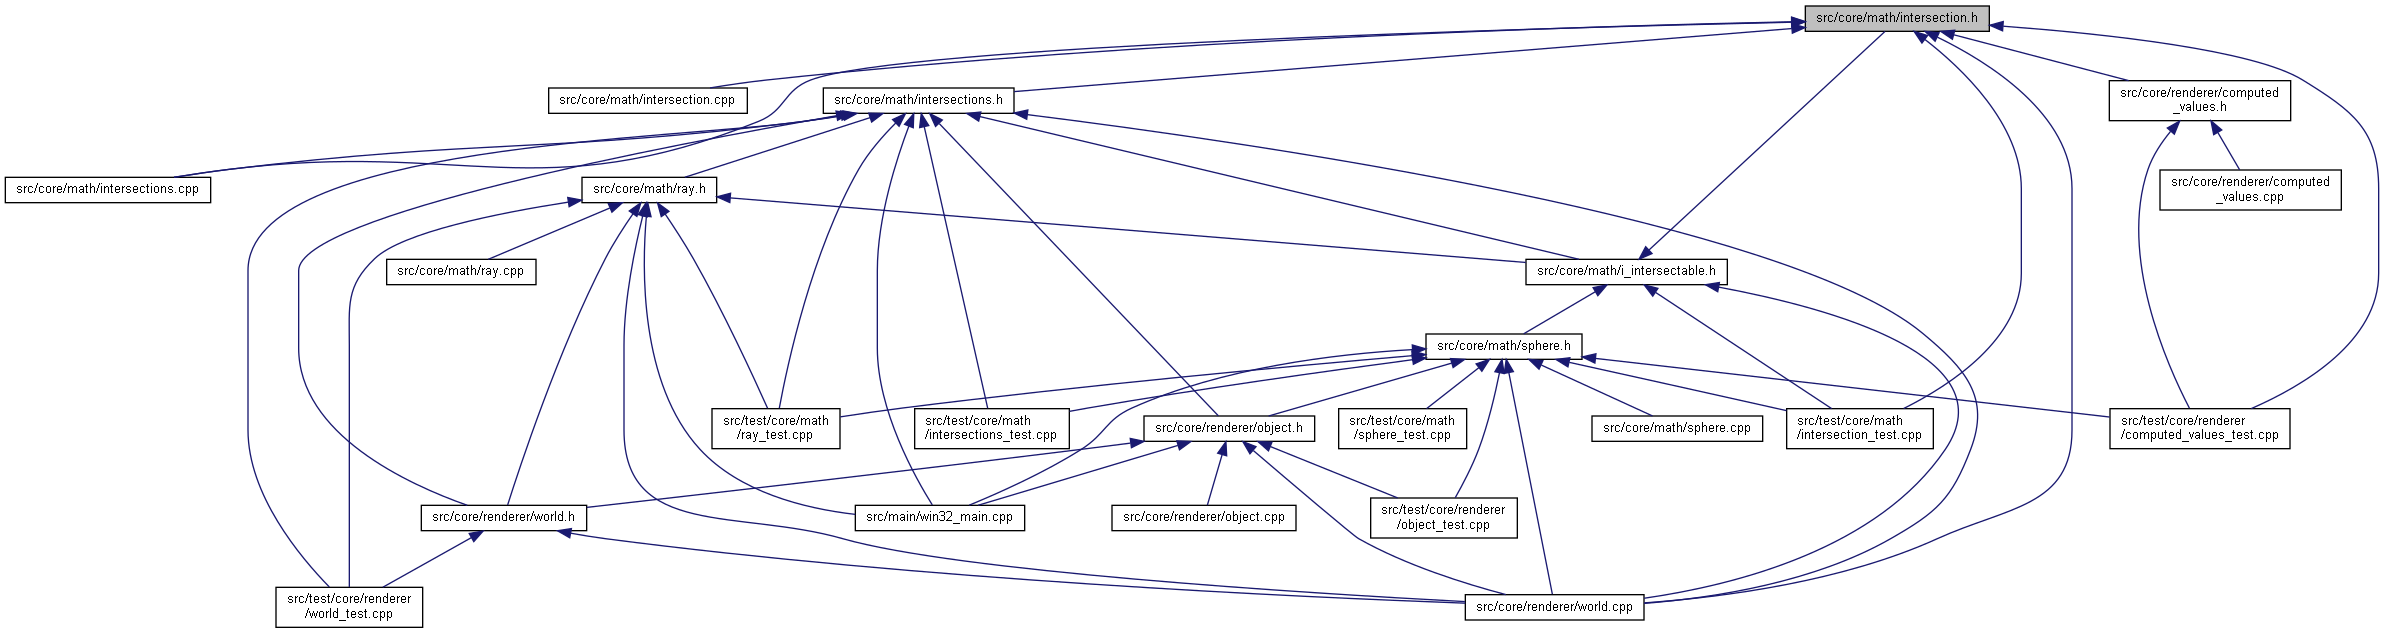 src/core/math/intersection.h
src/core/math/intersection.cpp
src/core/math/intersections.h
src/core/renderer/computed
_values.h
src/core/math/intersections.cpp
src/core/math/ray.h
src/core/renderer/computed
_values.cpp
src/core/math/ray.cpp
src/core/math/i_intersectable.h
src/core/math/sphere.h
src/test/core/math
/ray_test.cpp
src/test/core/math
/intersections_test.cpp
src/core/renderer/object.h
src/test/core/math
/sphere_test.cpp
src/core/math/sphere.cpp
src/test/core/math
/intersection_test.cpp
src/test/core/renderer
/computed_values_test.cpp
src/core/renderer/world.h
src/main/win32_main.cpp
src/core/renderer/object.cpp
src/test/core/renderer
/object_test.cpp
src/test/core/renderer
/world_test.cpp
src/core/renderer/world.cpp